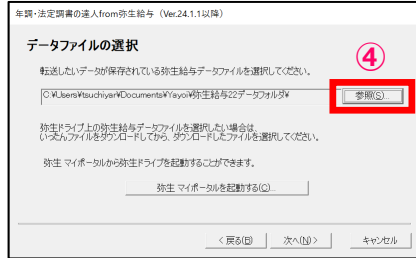 年調・法定調書の達人from弥生給与（Ver.24.1.1以降）
データファイルの選択
転送したいデータが保存されている弥生給与データファイルを選択してください。
④
C:¥Users¥tsuchiyar¥Documents¥Yayoi¥弥生給与22データフォルダ¥
参照(S)...
弥生ドライブ上の弥生給与データファイルを選択したい場合は、
いったんファイルをダウンロードしてから、ダウンロードしたファイルを選択してください。
弥生 マイポータルから弥生ドライブを起動することができます。
弥生 マイポータルを起動する(O)...
< 戻る(B)
次へ(N) >
キャンセル